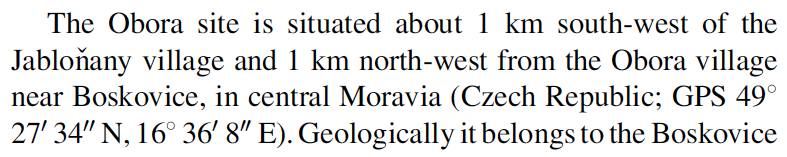 The Obora site is situated about 1 km south-west of the
Jabloňany village and 1 km north-west from the Obora village
near Boskovice, in central Moravia (Czech Republic; GPS 49°
27′ 34″ N, 16° 36′ 8″ E). Geologically it belongs to the Boskovice